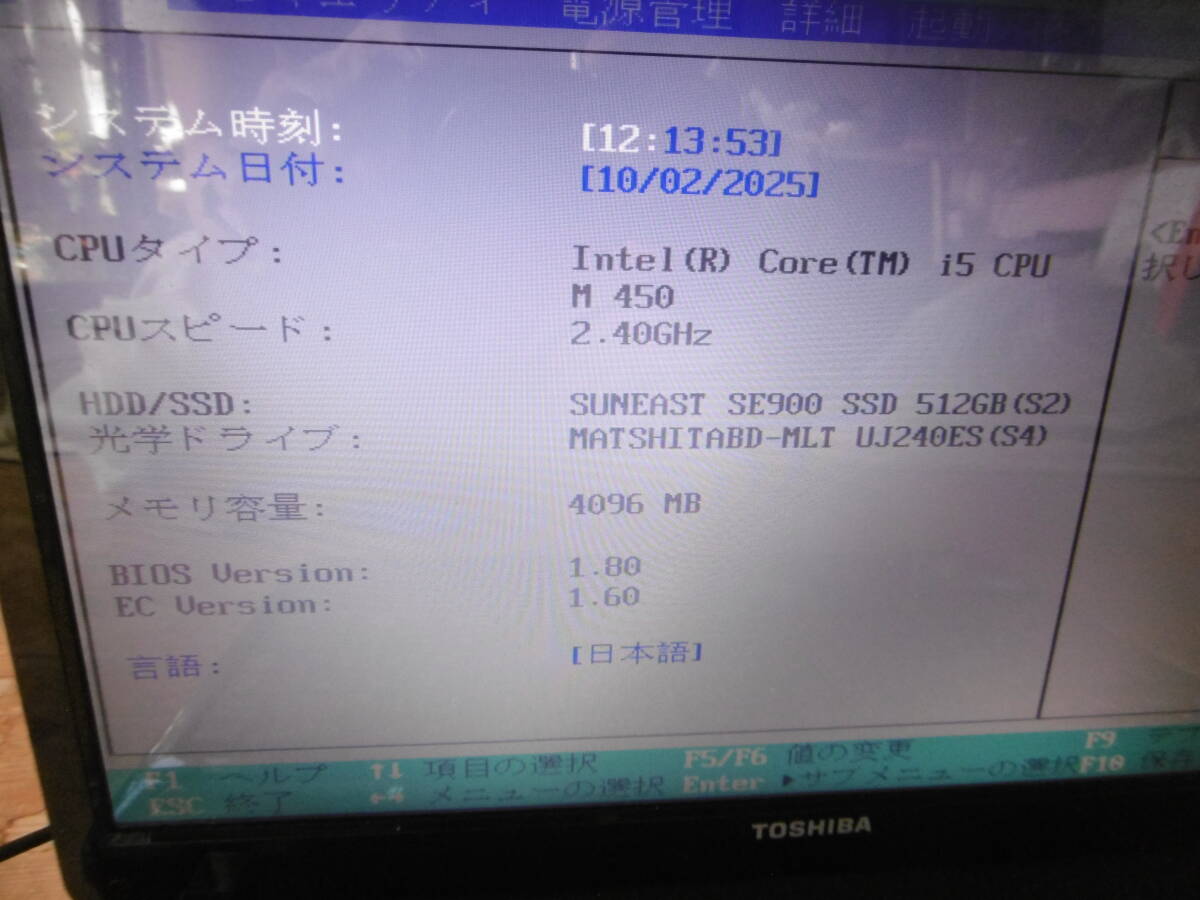 電源管理 詳細 起動
システム時刻: [12:13:53]
システム日付: [10/02/2025]
CPUタイプ: Intel(R) Core(TM) i5 CPU
M 450
CPUスピード: 2.40GHz
HDD/SSD: SUNEAST SE900 SSD 512GB(S2)
光学ドライブ: MATSHITABD-MLT UJ240ES(S4)
メモリ容量: 4096 MB
BIOS Version: 1.80
EC Version: 1.60
言語: [日本語]
F1 ヘルプ ↑↓ 項目の選択 F5/F6 値の変更 F9
ESC 終了 ←→ メニューの選択 Enter ▶サブメニューの選択 F10 保存
TOSHIBA